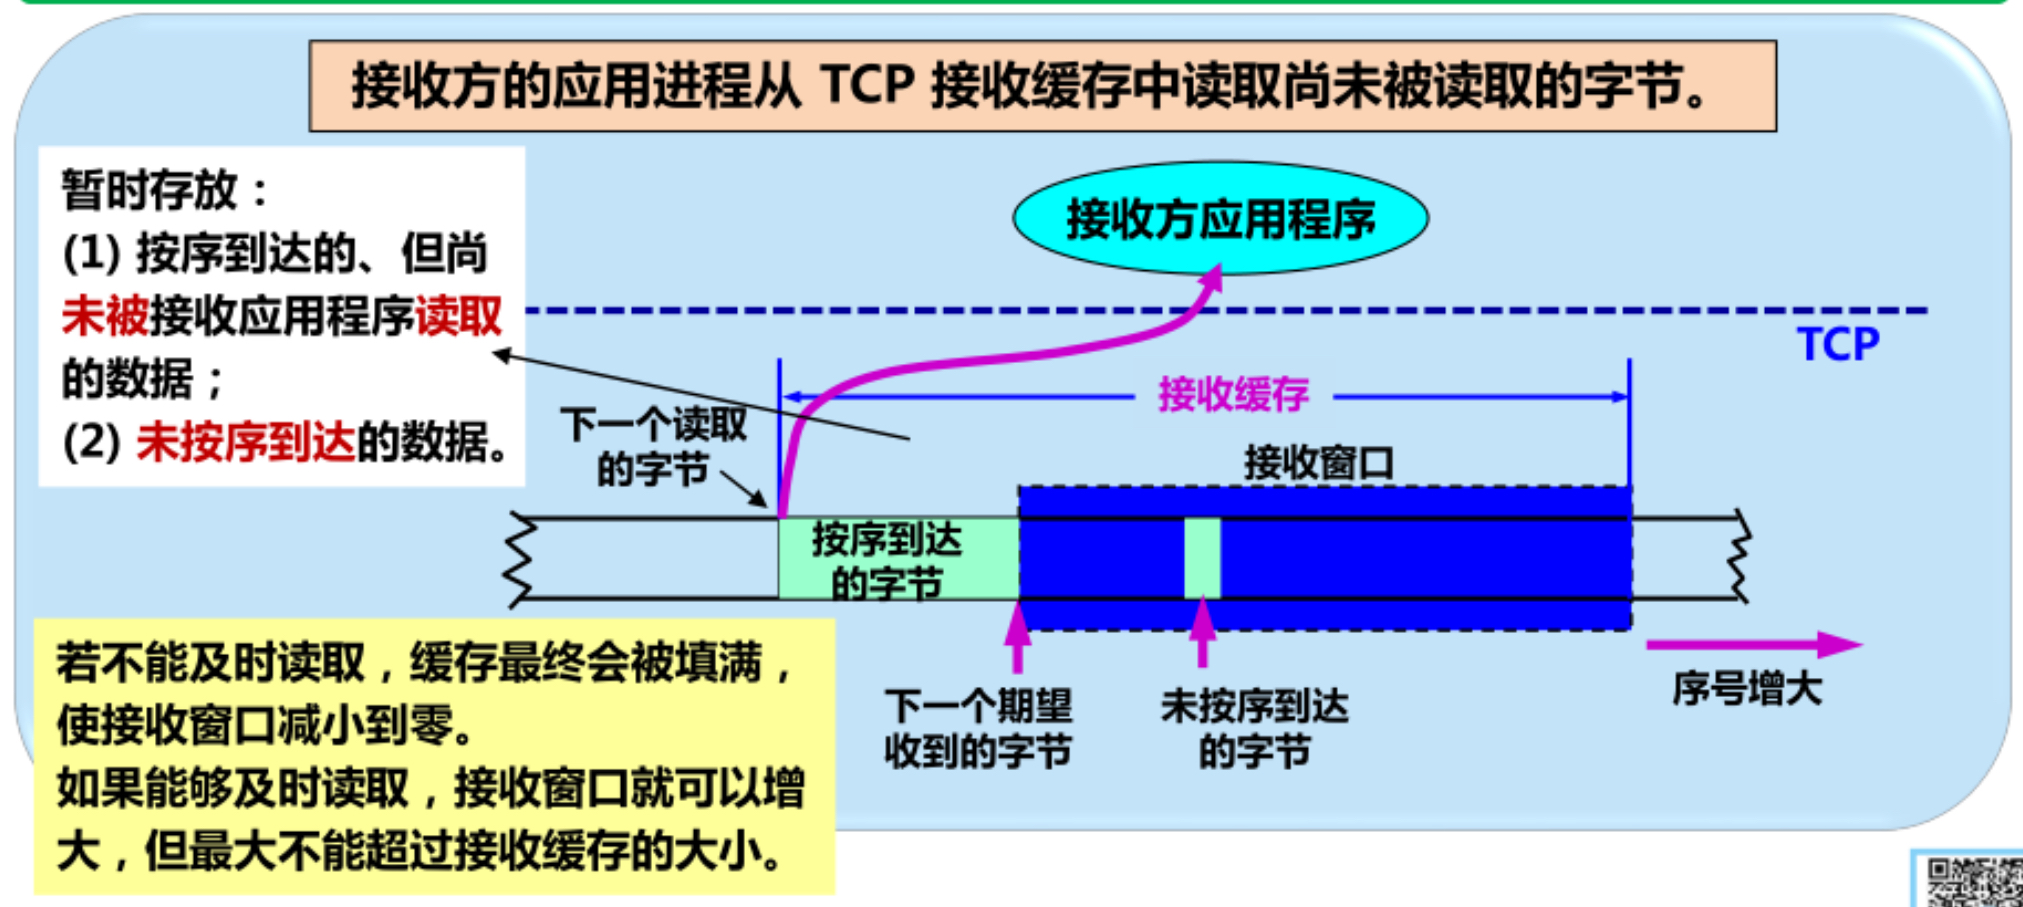 接收方的应用进程从 TCP 接收缓存中读取尚未被读取的字节。
暂时存放：
(1) 按序到达的、但尚
未被接收应用程序读取
的数据；
(2) 未按序到达的数据。
接收方应用程序
TCP
接收缓存
下一个读取
的字节
接收窗口
按序到达
的字节
下一个期望
收到的字节
未按序到达
的字节
序号增大
若不能及时读取，缓存最终会被填满，
使接收窗口减小到零。
如果能够及时读取，接收窗口就可以增
大，但最大不能超过接收缓存的大小。